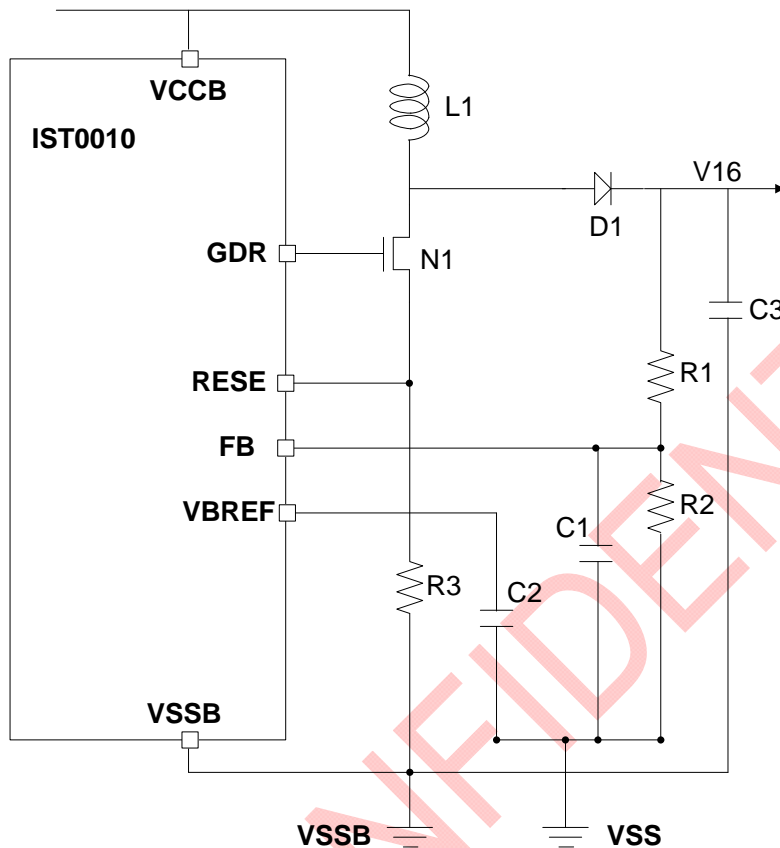 VCCB
IST0010
L1
V16
D1
GDR
N1
C3
RESE
R1
FB
VBREF
R2
C1
R3
C2
VSSB
VSSB
VSS